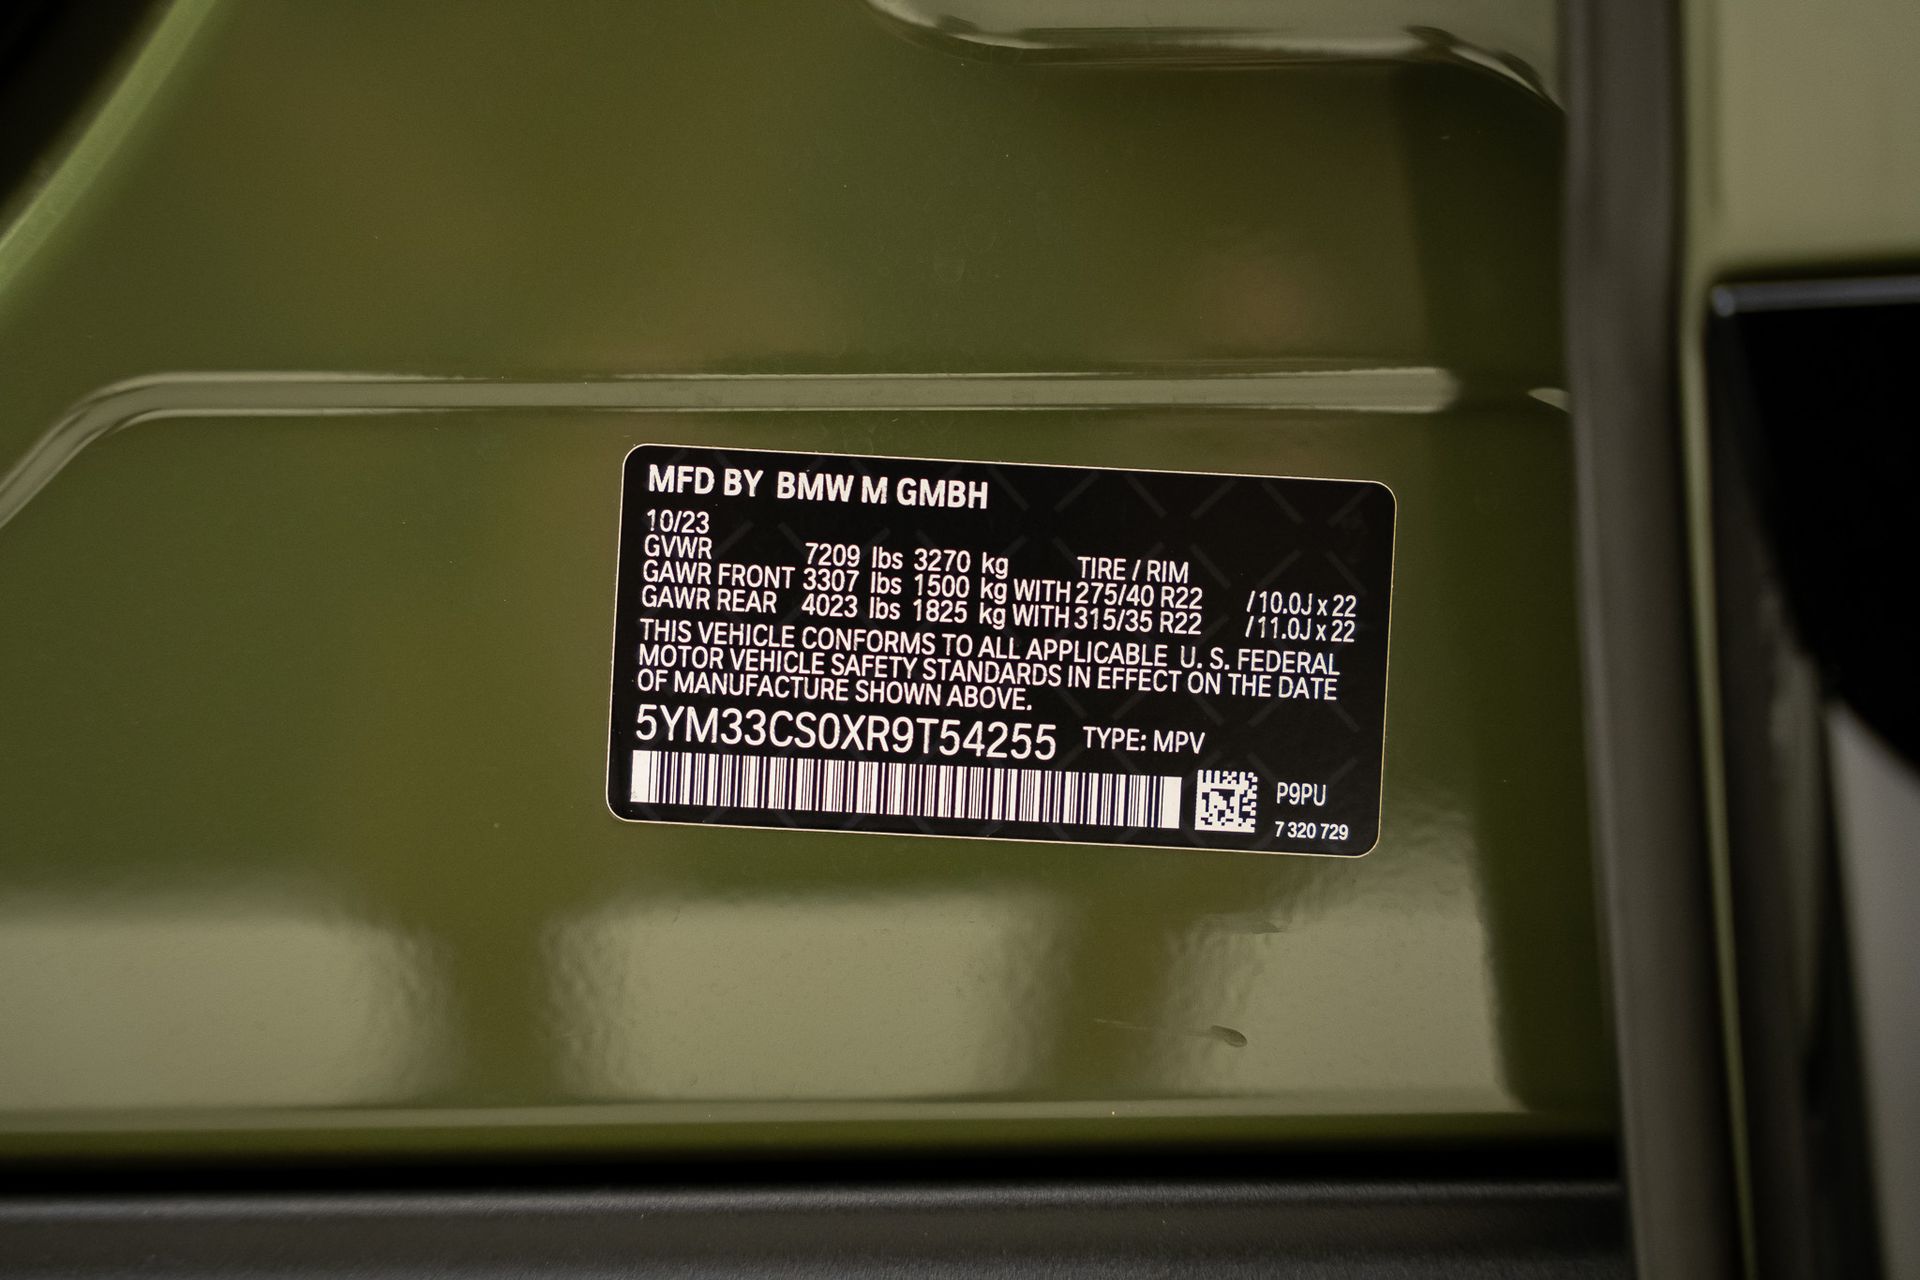 MFD BY BMW M GMBH
10/23
GVWR 7209 lbs 3270 kg TIRE / RIM
GAWR FRONT 3307 lbs 1500 kg WITH 275/40 R22 / 10.0J x 22
GAWR REAR 4023 lbs 1825 kg WITH 315/35 R22 / 11.0J x 22
THIS VEHICLE CONFORMS TO ALL APPLICABLE U. S. FEDERAL
MOTOR VEHICLE SAFETY STANDARDS IN EFFECT ON THE DATE
OF MANUFACTURE SHOWN ABOVE.
5YM33CS0XR9T54255 TYPE: MPV
P9PU
7 320 729